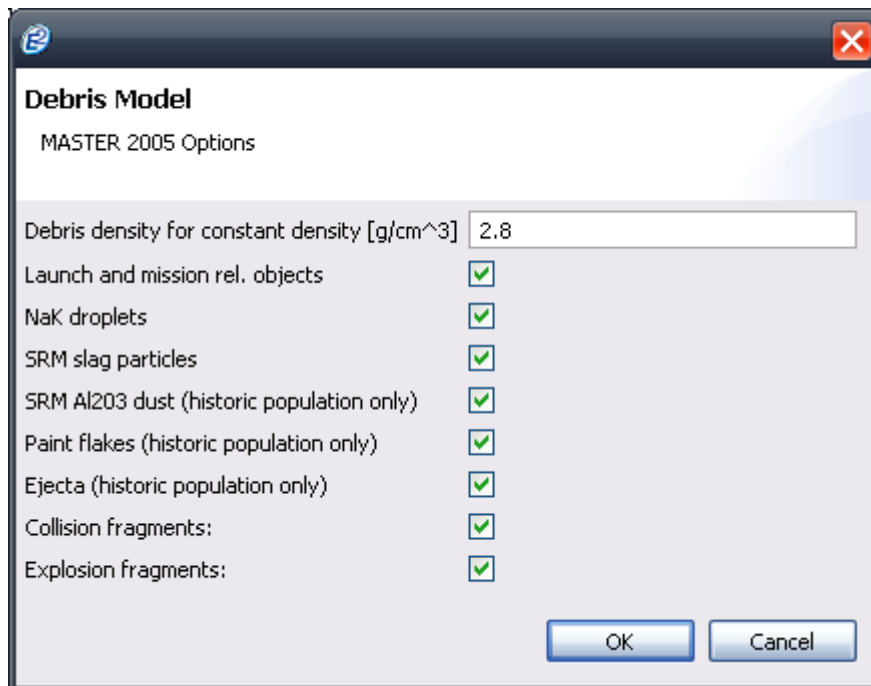 Debris Model
MASTER 2005 Options
Debris density for constant density [g/cm^3] 2.8
Launch and mission rel. objects
NaK droplets
SRM slag particles
SRM Al203 dust (historic population only)
Paint flakes (historic population only)
Ejecta (historic population only)
Collision fragments:
Explosion fragments:
OK Cancel